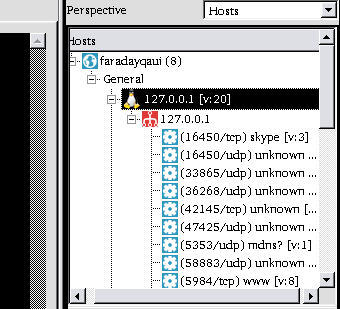 Perspective
Hosts
Hosts
faradayqaui (8)
General
127.0.0.1 [v:20]
127.0.0.1
(16450/tcp) skype [v:3]
(16450/udp) unknown ...
(33865/udp) unknown ...
(36268/udp) unknown ...
(42145/tcp) unknown [...
(47425/udp) unknown ...
(5353/udp) mdns? [v:1]
(58883/udp) unknown ...
(5984/tcp) www [v:8]